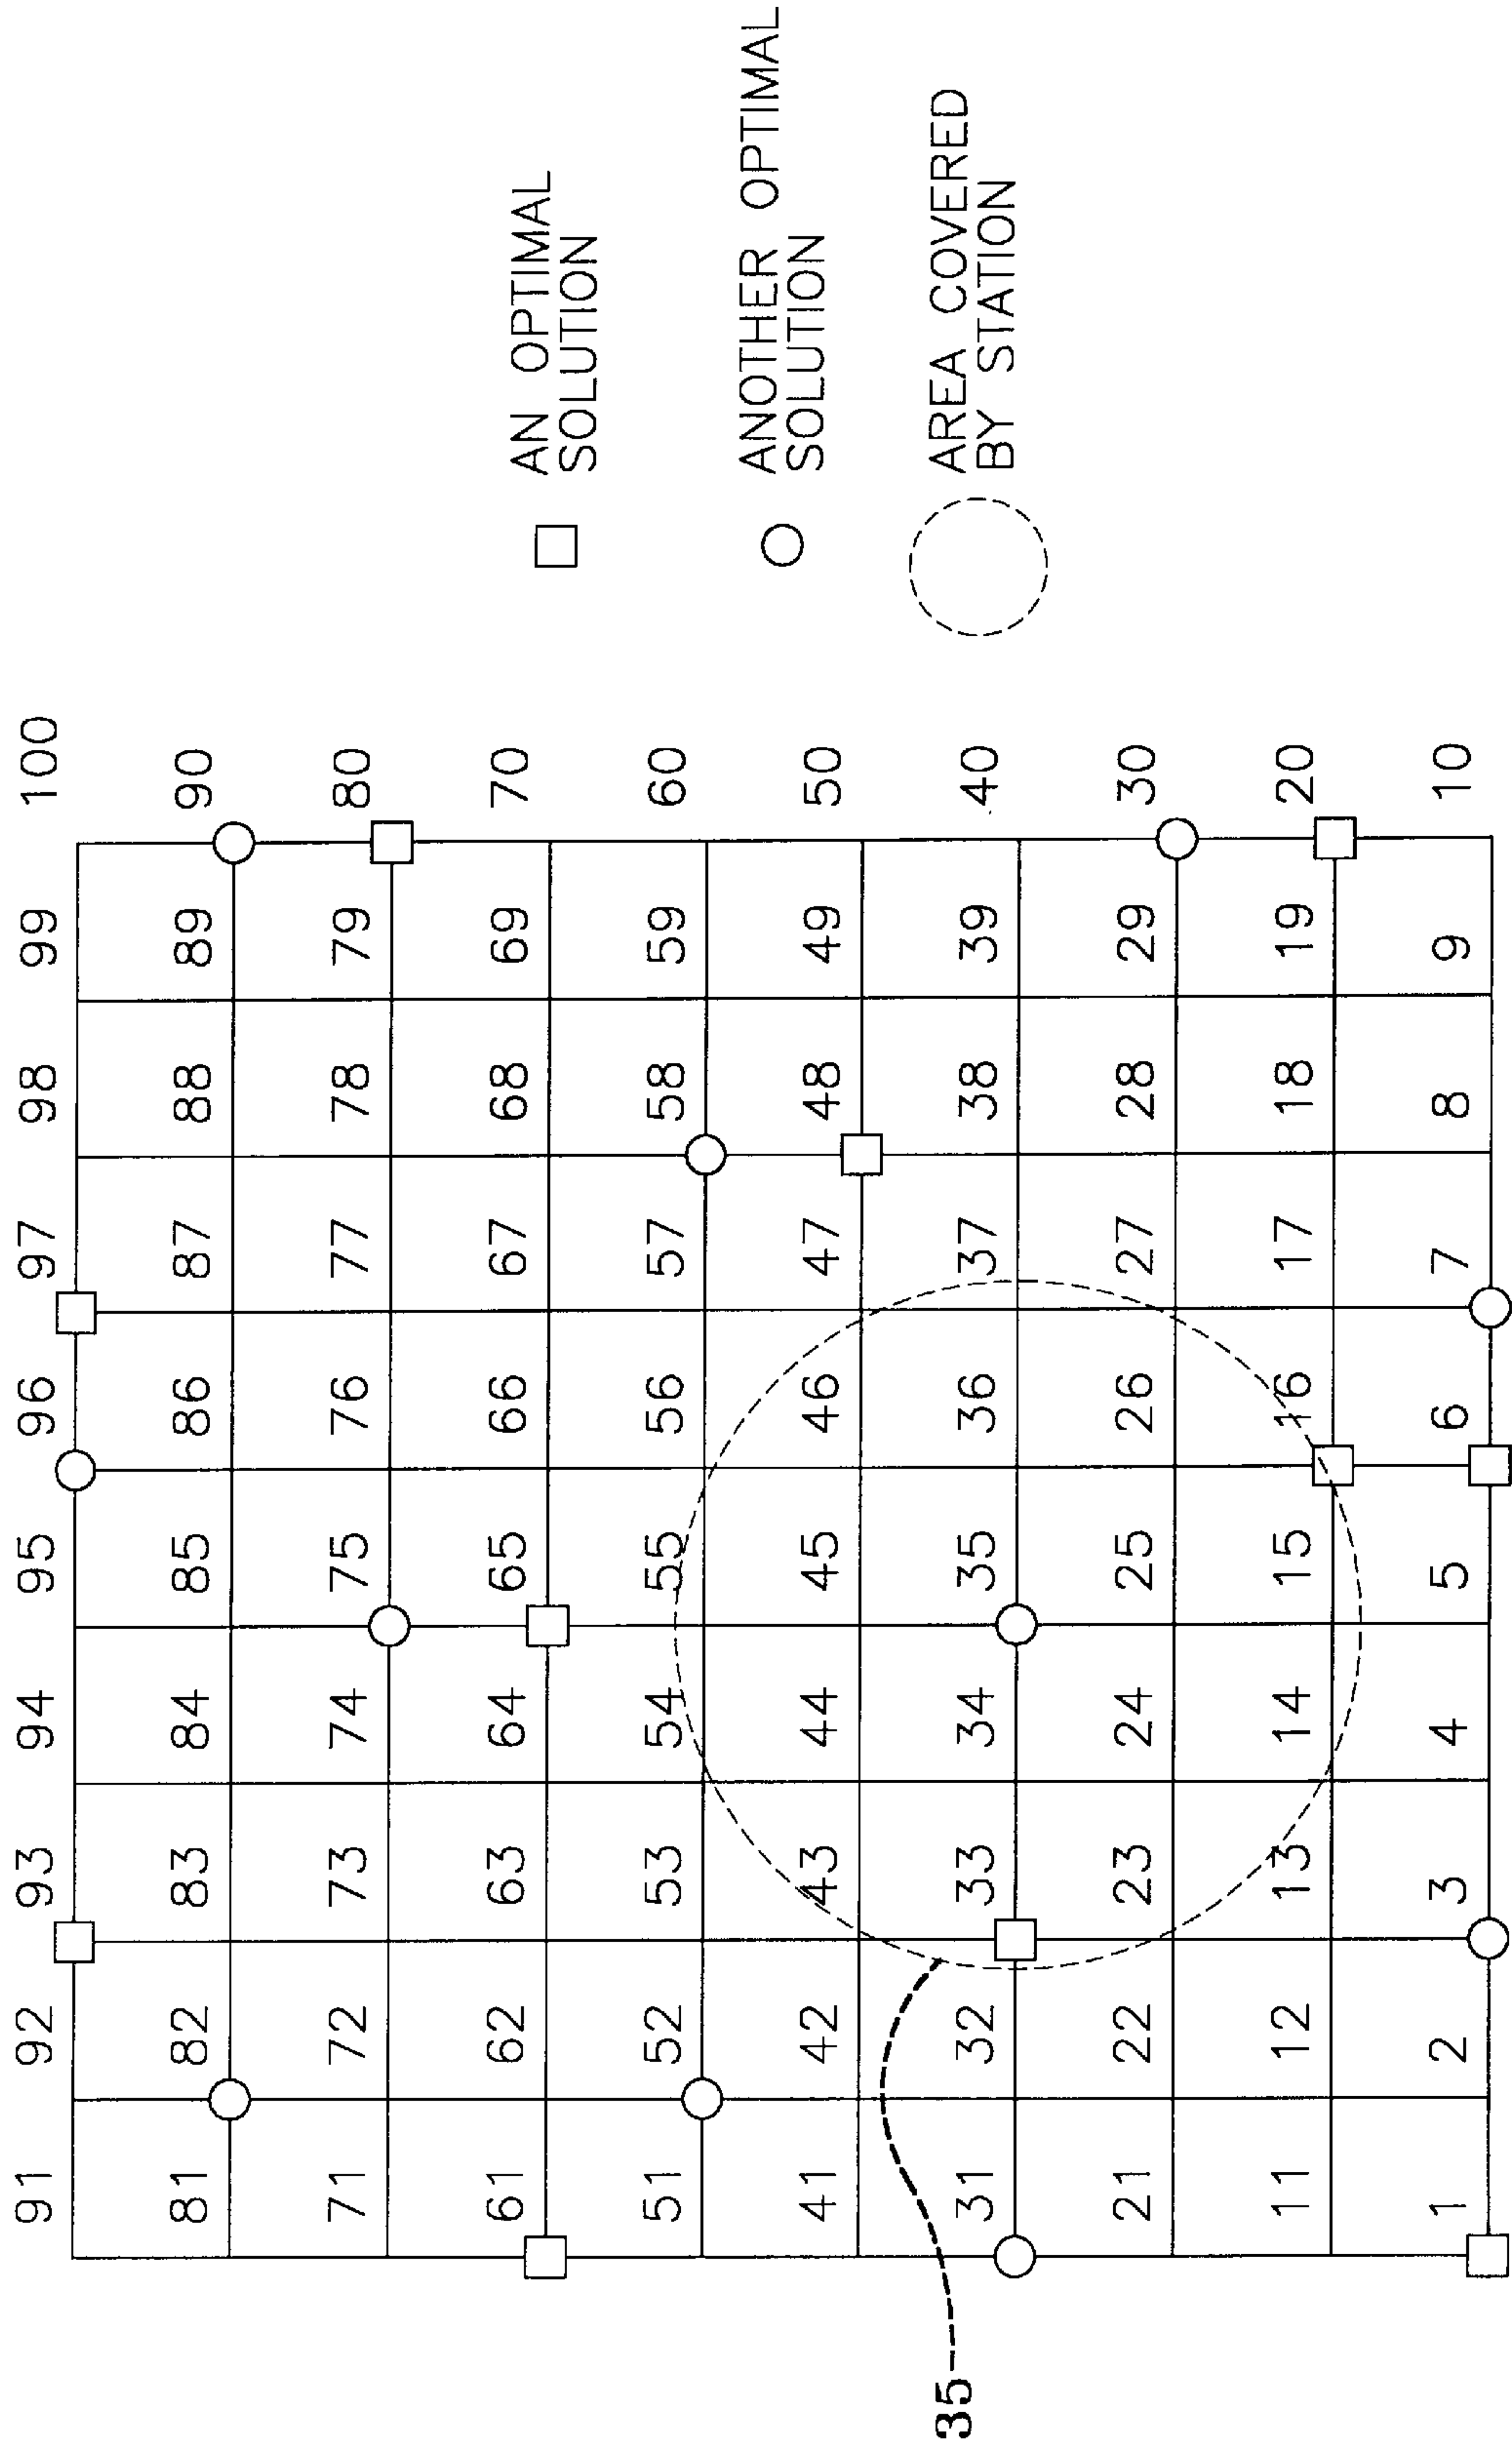 91 92 93 94 95 96 97 98 99 100
81 82 83 84 85 86 87 88 89 90
71 72 73 74 75 76 77 78 79 80
61 62 63 64 65 66 67 68 69 70
51 52 53 54 55 56 57 58 59 60
41 42 43 44 45 46 47 48 49 50
31 32 33 34 35 36 37 38 39 40
21 22 23 24 25 26 27 28 29 30
11 12 13 14 15 16 17 18 19 20
1 2 3 4 5 6 7 8 9 10
35
AN OPTIMAL
SOLUTION
ANOTHER OPTIMAL
SOLUTION
AREA COVERED
BY STATION